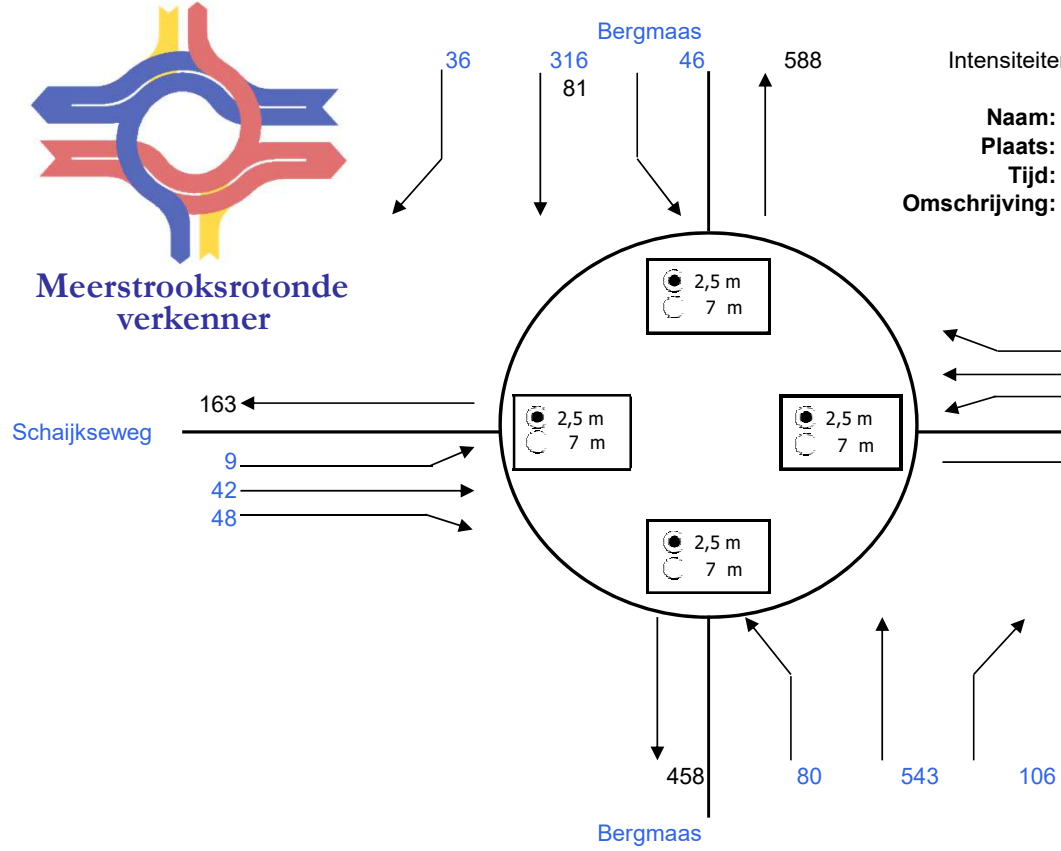 Bergmaas
36 316 46 588 Intensiteiten
81
Naam:
Plaats:
Tijd:
Omschrijving:
Meerstrooksrotonde
verkenner
2,5 m
7 m
163
Schaijkseweg
2,5 m
7 m
2,5 m
7 m
9
42
48
2,5 m
7 m
458 80 543 106
Bergmaas